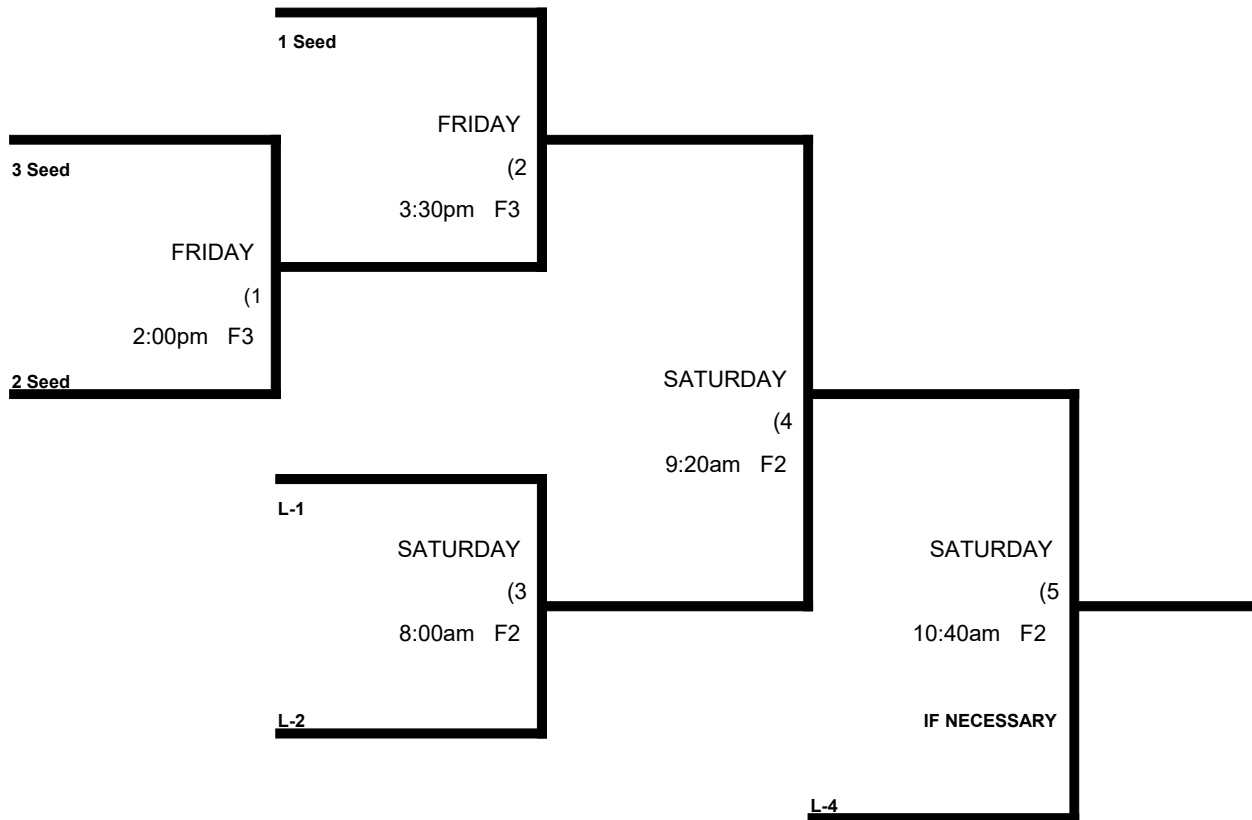 1 Seed
FRIDAY
(2
3:30pm F3
3 Seed
FRIDAY
(1
2:00pm F3
2 Seed
SATURDAY
(4
9:20am F2
L-1
SATURDAY
(3
8:00am F2
L-2
SATURDAY
(5
10:40am F2
IF NECESSARY
L-4